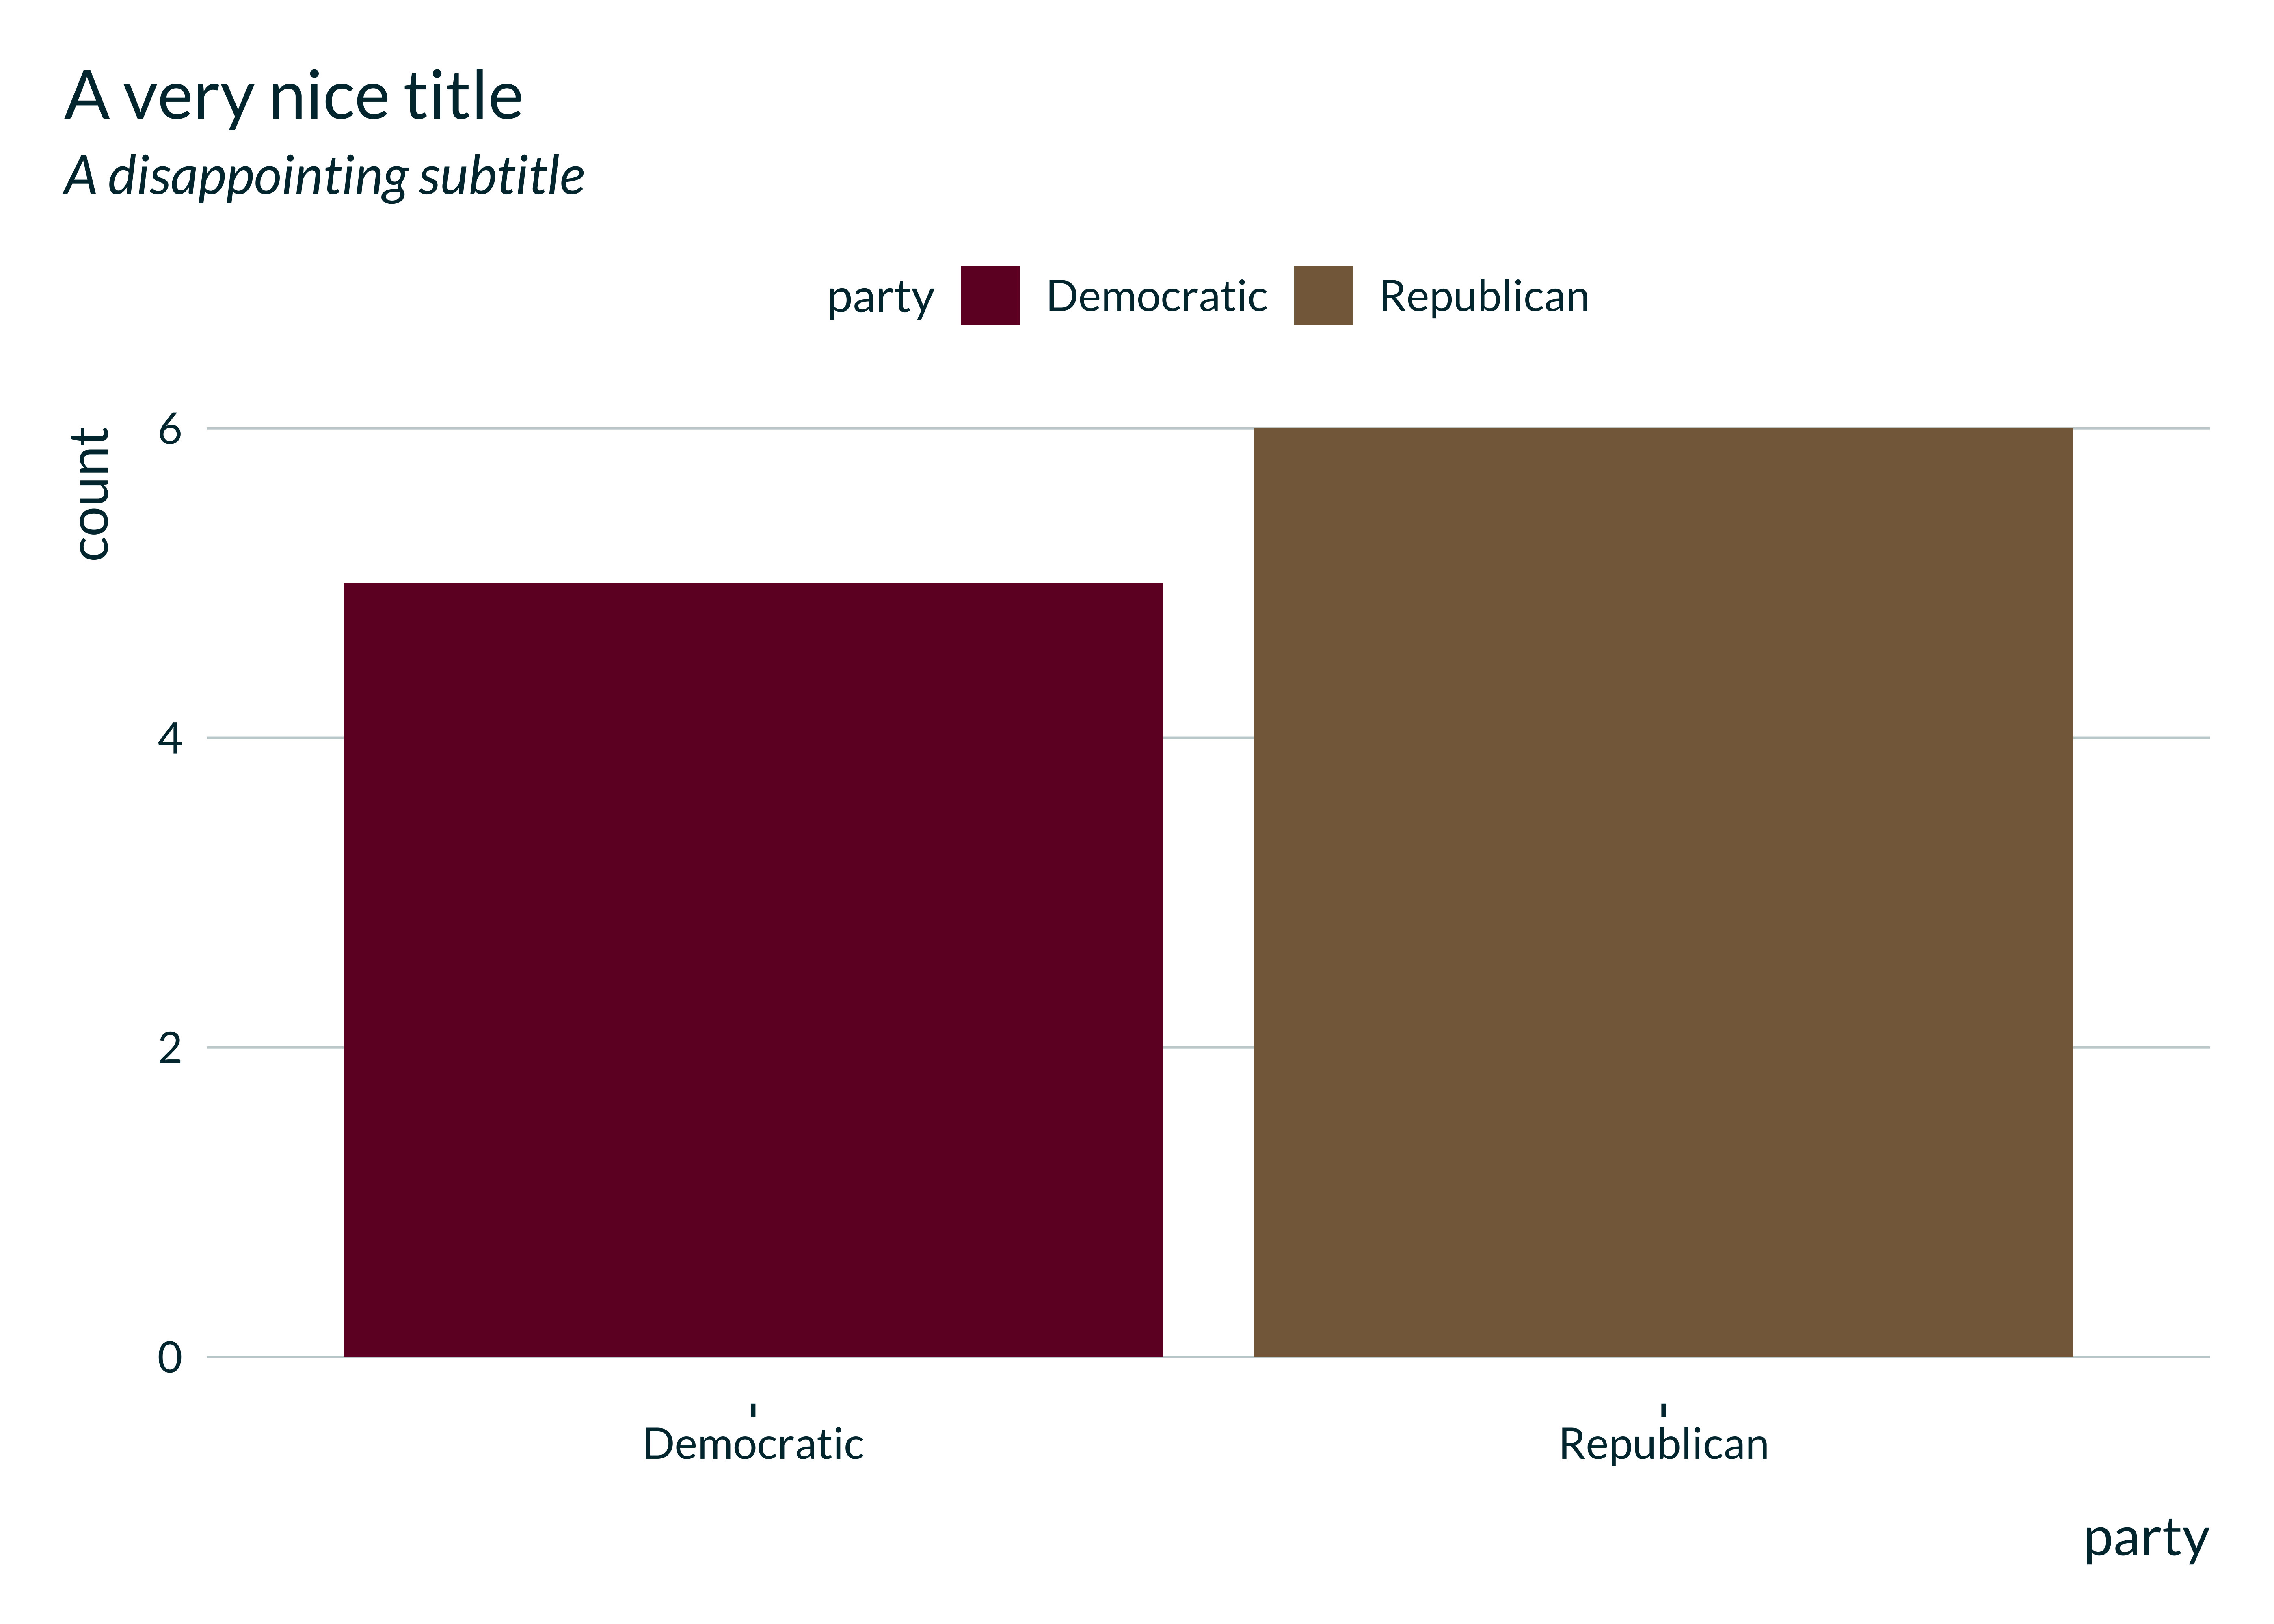 A very nice title
A disappointing subtitle
party Democratic Republican
count
6
4
2
0
Democratic Republican
party